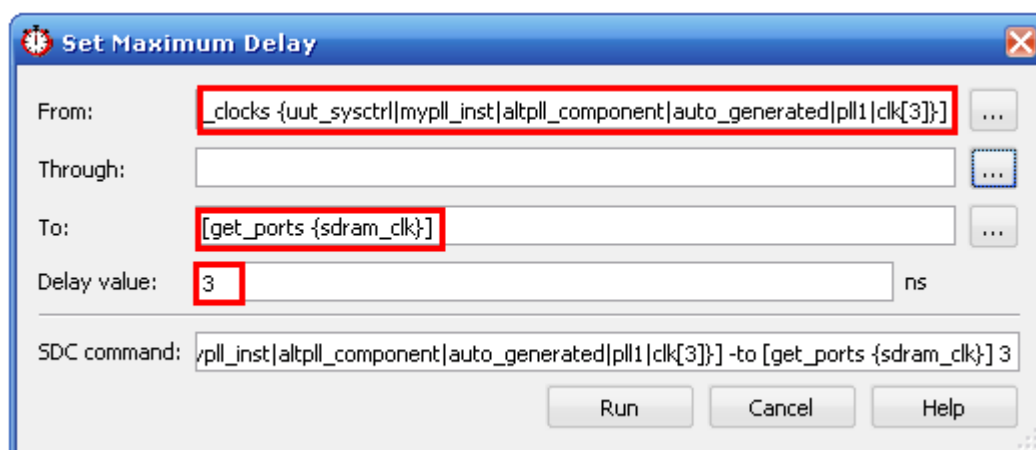 Set Maximum Delay
From: _clocks {uut_sysctrl|mypll_inst|altpll_component|auto_generated|pll1|clk[3]}] ...
Through: ...
To: [get_ports {sdram_clk}] ...
Delay value: 3 ns
SDC command: ypll_inst|altpll_component|auto_generated|pll1|clk[3]}] -to [get_ports {sdram_clk}] 3
Run Cancel Help